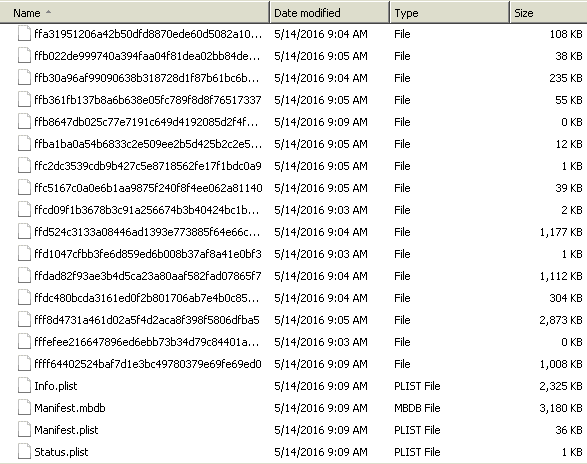 Name Date modified Type Size
ffa31951206a42b50dfd8870ede60d5082a10... 5/14/2016 9:04 AM File 108 KB
ffb022de999740a394faa04f81dea02bb84de... 5/14/2016 9:05 AM File 38 KB
ffb30a96af99090638b318728d1f87b61bc6b... 5/14/2016 9:04 AM File 235 KB
ffb361fb137b8a6b638e05fc789f8d8f76517337 5/14/2016 9:05 AM File 55 KB
ffb8647db025c77e7191c649d4192085d2f4f... 5/14/2016 9:09 AM File 0 KB
ffba1ba0a54b6833c2e509ee2b5d425b2c2e5... 5/14/2016 9:05 AM File 12 KB
ffc2dc3539cdb9b427c5e8718562fe17f1bdc0a9 5/14/2016 9:05 AM File 1 KB
ffc5167c0a0e6b1aa9875f240f8f4ee062a81140 5/14/2016 9:05 AM File 39 KB
ffcd09f1b3678b3c91a256674b3b40424bc1b... 5/14/2016 9:03 AM File 2 KB
ffd524c3133a08446ad1393e773885f64e66c... 5/14/2016 9:04 AM File 1,177 KB
ffd1047cfbb3fe6d859ed6b008b37af8a41e0bf3 5/14/2016 9:03 AM File 1 KB
ffdad82f93ae3b4d5ca23a80aaf582fad07865f7 5/14/2016 9:04 AM File 1,112 KB
ffdc480bcda3161ed0f2b801706ab7e4b0c85... 5/14/2016 9:04 AM File 304 KB
fff8d4731a461d02a5f4d2aca8f398f5806dfba5 5/14/2016 9:05 AM File 2,873 KB
fffefee216647896ed6ebb73b34d79c84401a... 5/14/2016 9:03 AM File 0 KB
ffff64402524baf7d1e3bc49780379e69fe69ed0 5/14/2016 9:09 AM File 1,008 KB
Info.plist 5/14/2016 9:09 AM PLIST File 2,325 KB
Manifest.mbdb 5/14/2016 9:09 AM MBDB File 3,180 KB
Manifest.plist 5/14/2016 9:09 AM PLIST File 36 KB
Status.plist 5/14/2016 9:09 AM PLIST File 1 KB